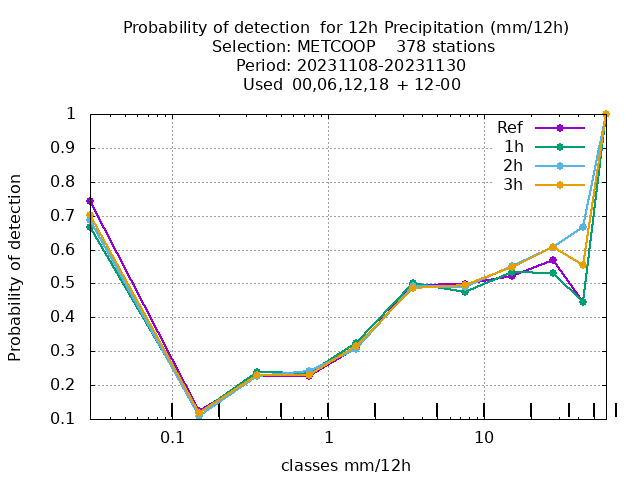 Probability of detection  for 12h Precipitation (mm/12h)
Selection: METCOOP    378 stations
Period: 20231108-20231130
Used  00,06,12,18  + 12-00
Probability of detection
1
0.9
0.8
0.7
0.6
0.5
0.4
0.3
0.2
0.1
Ref
1h
2h
3h
0.1 1 10
classes mm/12h